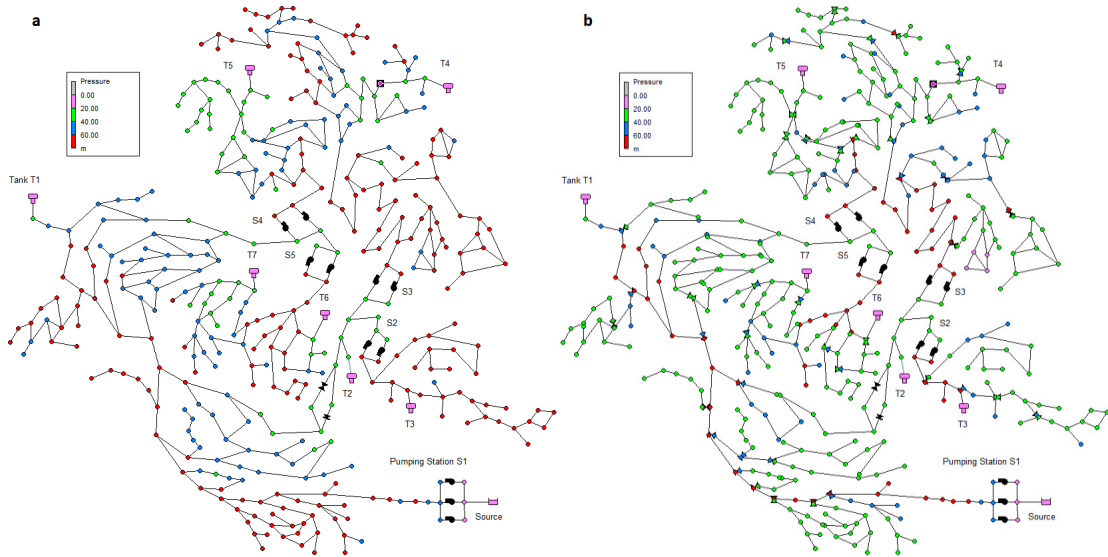 a
T5
T4
Pressure
0.00
20.00
40.00
60.00
m
Tank T1
S4
T7
S5
S3
T6
S2
T2
T3
Pumping Station S1
Source
b
T5
T4
Pressure
0.00
20.00
40.00
60.00
m
Tank T1
S4
T7
S5
S3
T6
S2
T2
T3
Pumping Station S1
Source